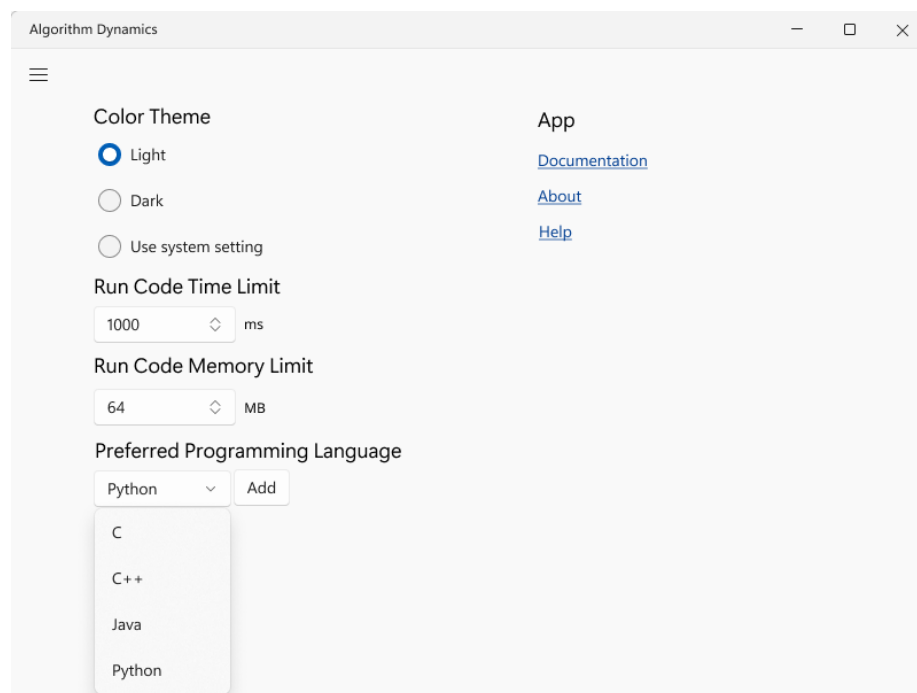 Algorithm Dynamics
Color Theme
Light
Dark
Use system setting
Run Code Time Limit
1000 ms
Run Code Memory Limit
64 MB
Preferred Programming Language
Python Add
C
C++
Java
Python
App
Documentation
About
Help